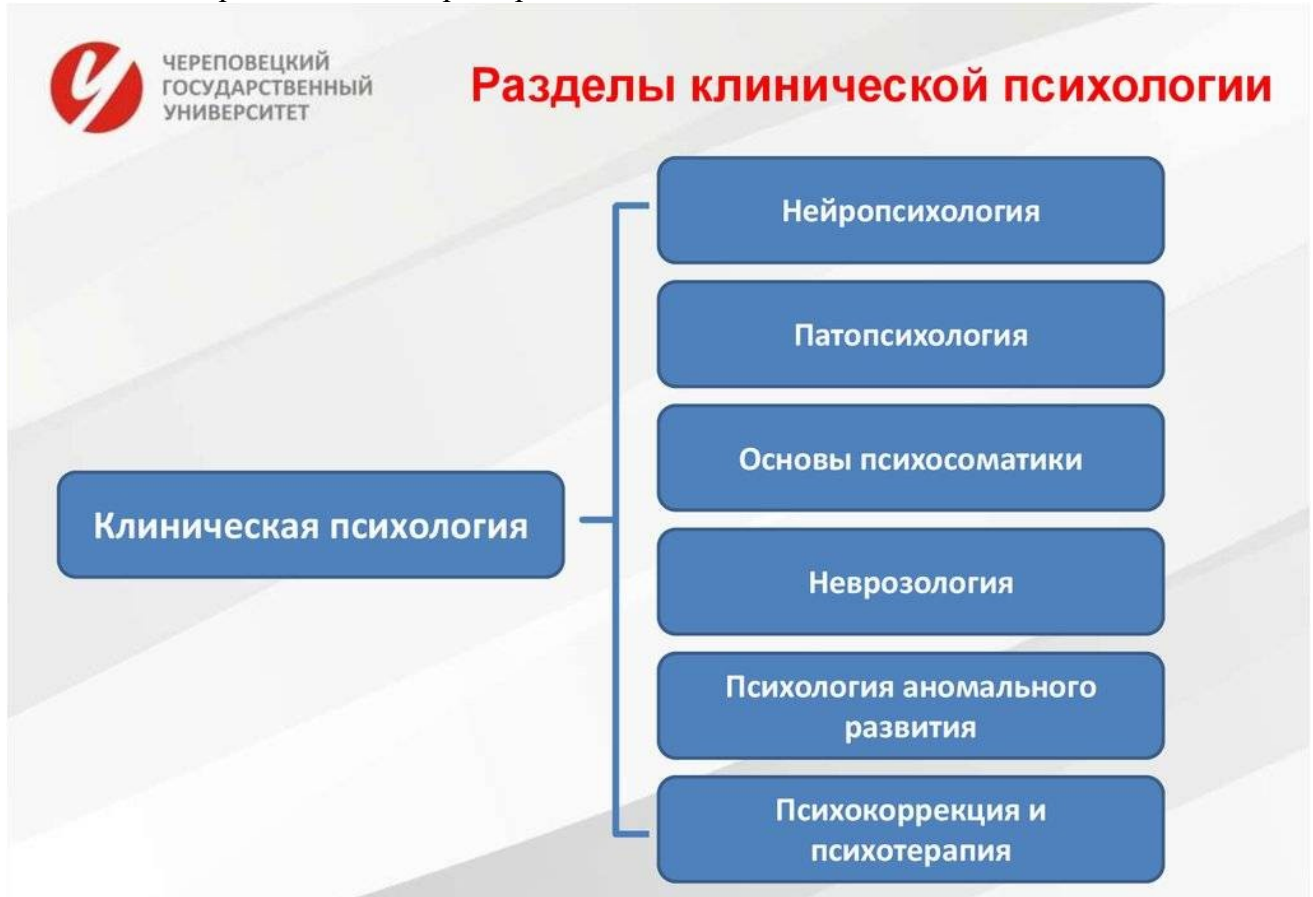 ЧЕРЕПОВЕЦКИЙ
ГОСУДАРСТВЕННЫЙ
УНИВЕРСИТЕТ
Разделы клинической психологии
Клиническая психология
Нейропсихология
Патопсихология
Основы психосоматики
Неврозология
Психология аномального
развития
Психокоррекция и
психотерапия